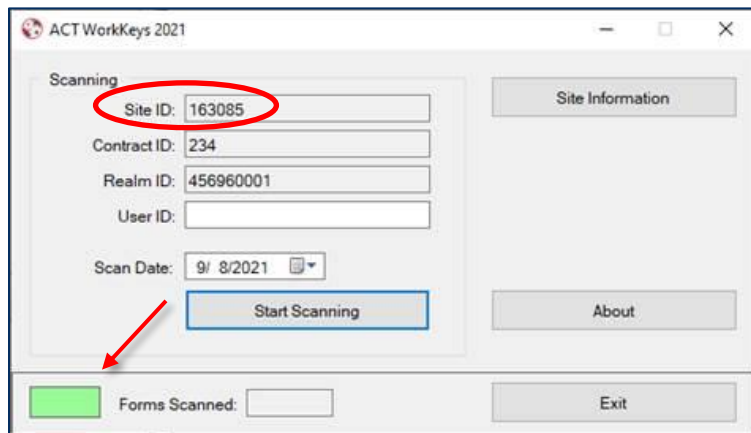 ACT WorkKeys 2021
Scanning
Site ID: 163085
Site Information
Contract ID: 234
Realm ID: 456960001
User ID:
Scan Date: 9/ 8/2021
Start Scanning
About
Forms Scanned:
Exit